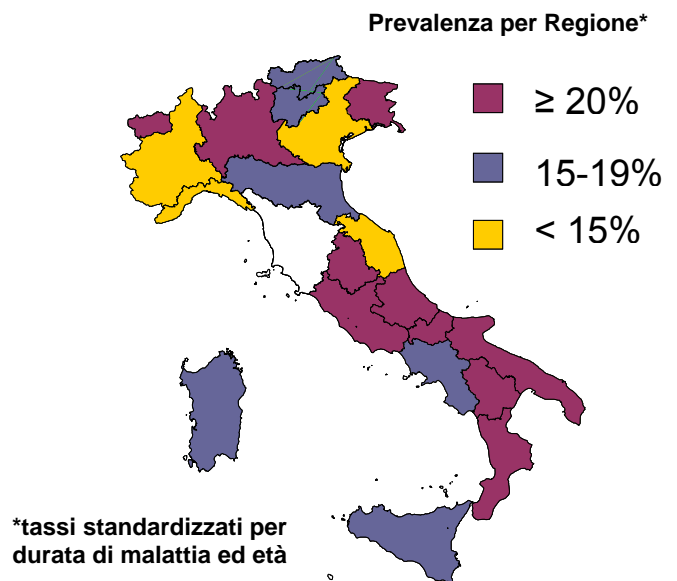 Prevalenza per Regione*
≥ 20%
15-19%
< 15%
*tassi standardizzati per
durata di malattia ed età